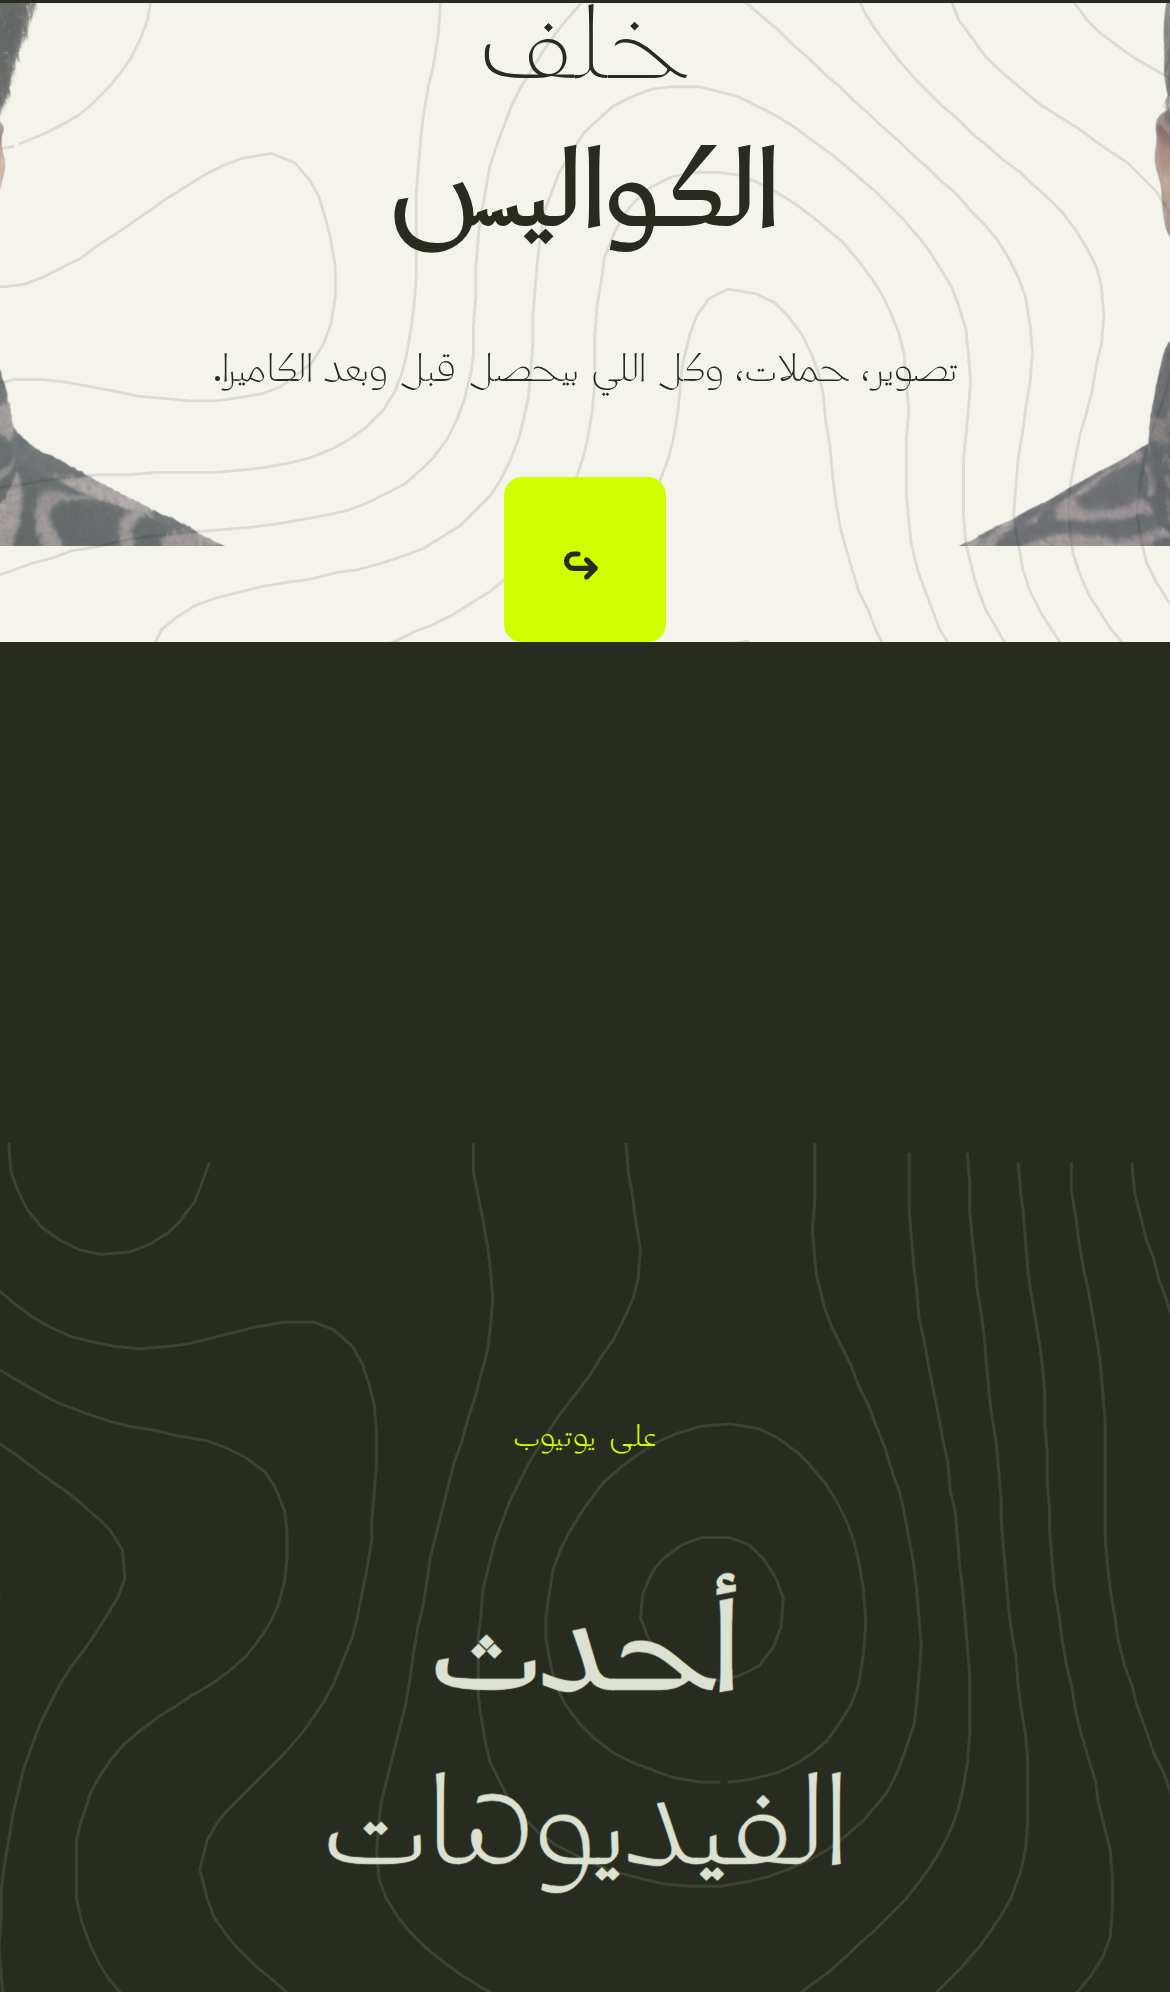 خلف
الكواليس
تصوير، حملات، وكل اللي بيحصل قبل وبعد الكاميرا.
على يوتيوب
أحدث
الفيديوهات